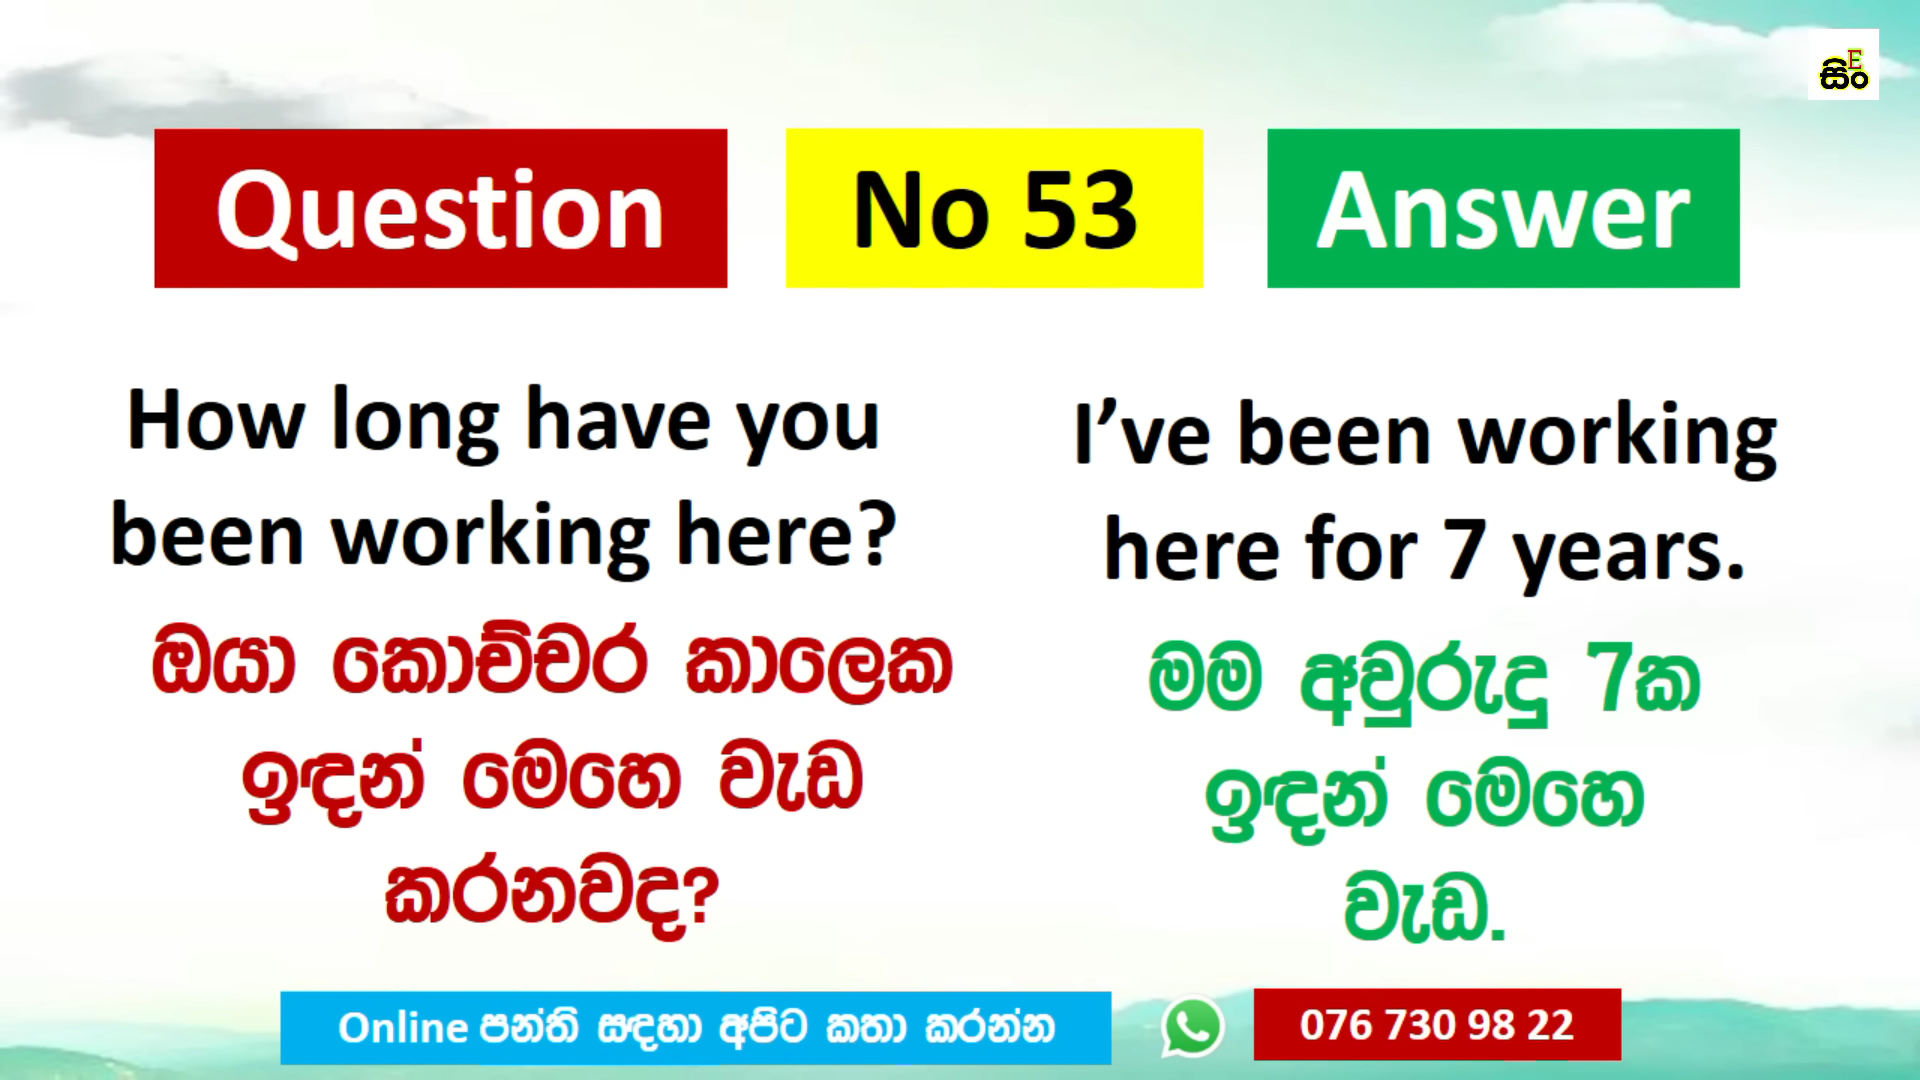 සිං
E
Question
No 53
Answer
How long have you
been working here?
ඔයා කොච්චර කාලෙක
ඉඳන් මෙහෙ වැඩ
කරනවද?
I’ve been working
here for 7 years.
මම අවුරුදු 7ක
ඉඳන් මෙහෙ
වැඩ.
Online පන්ති සඳහා අපිට කතා කරන්න
076 730 98 22